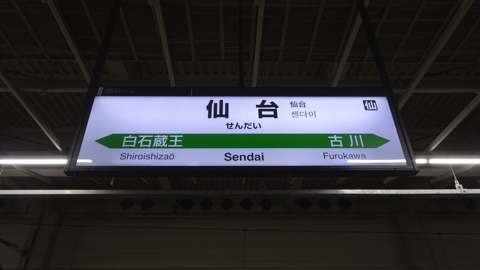 仙台
仙台
센다이
仙
せんだい
白石蔵王 古川
Shiroishizaō Sendai Furukawa